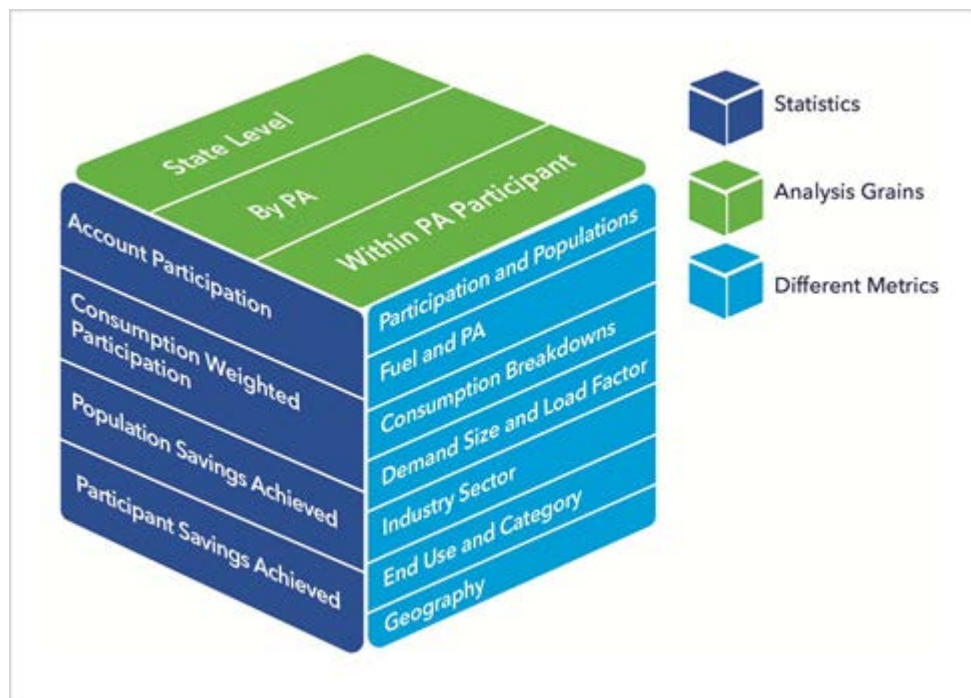 State Level
By PA
Within PA Participant
Account Participation
Consumption Weighted
Participation
Population Savings Achieved
Participant Savings Achieved
Participation and Populations
Fuel and PA
Consumption Breakdowns
Demand Size and Load Factor
Industry Sector
End Use and Category
Geography
Statistics
Analysis Grains
Different Metrics